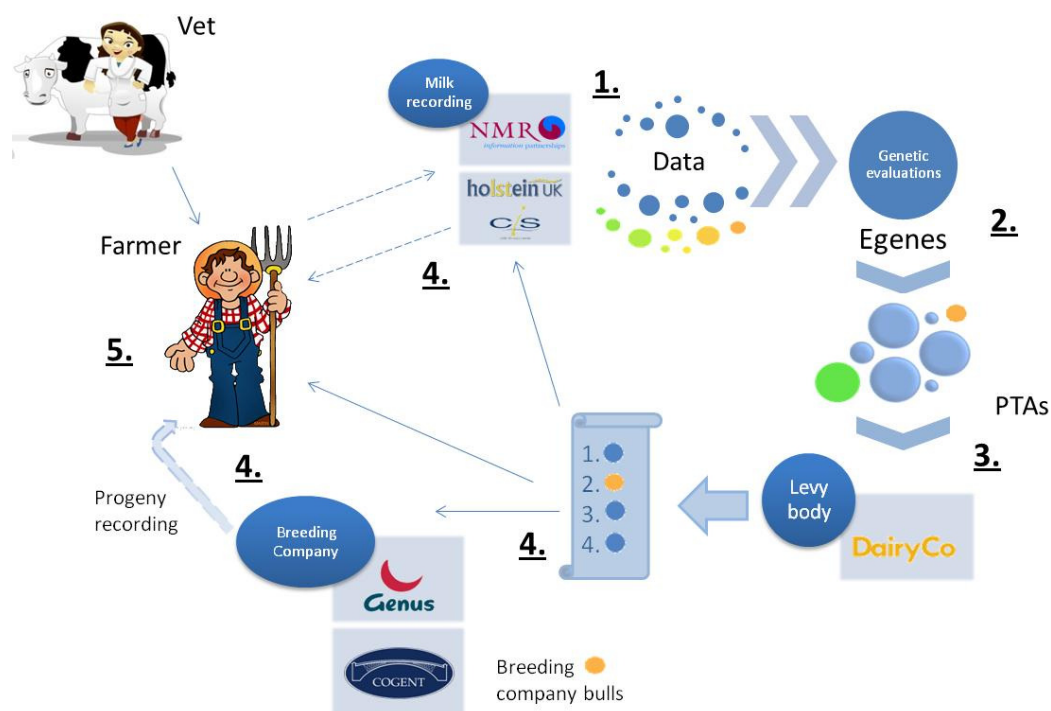 Vet
Milk
recording
NMR
information partnerships
holstein UK
cis
1.
Data
Genetic
evaluations
Egenes
2.
Farmer
4.
5.
PTAs
3.
Levy
body
DairyCo
1.
2.
3.
4.
4.
4.
Progeny
recording
Breeding
Company
Genus
COGENT
Breeding
company bulls